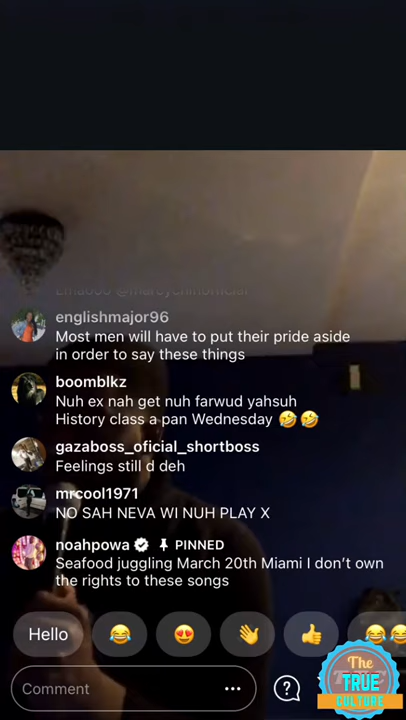 englishmajor96
Most men will have to put their pride aside
in order to say these things
boomblkz
Nuh ex nah get nuh farwud yahsuh
History class a pan Wednesday 🤣🤣
gazaboss_oficial_shortboss
Feelings still d deh
mrcool1971
NO SAH NEVA WI NUH PLAY X
noahpowa PINNED
Seafood juggling March 20th Miami I don't own
the rights to these songs
Hello
Comment
The
TRUE
CULTURE